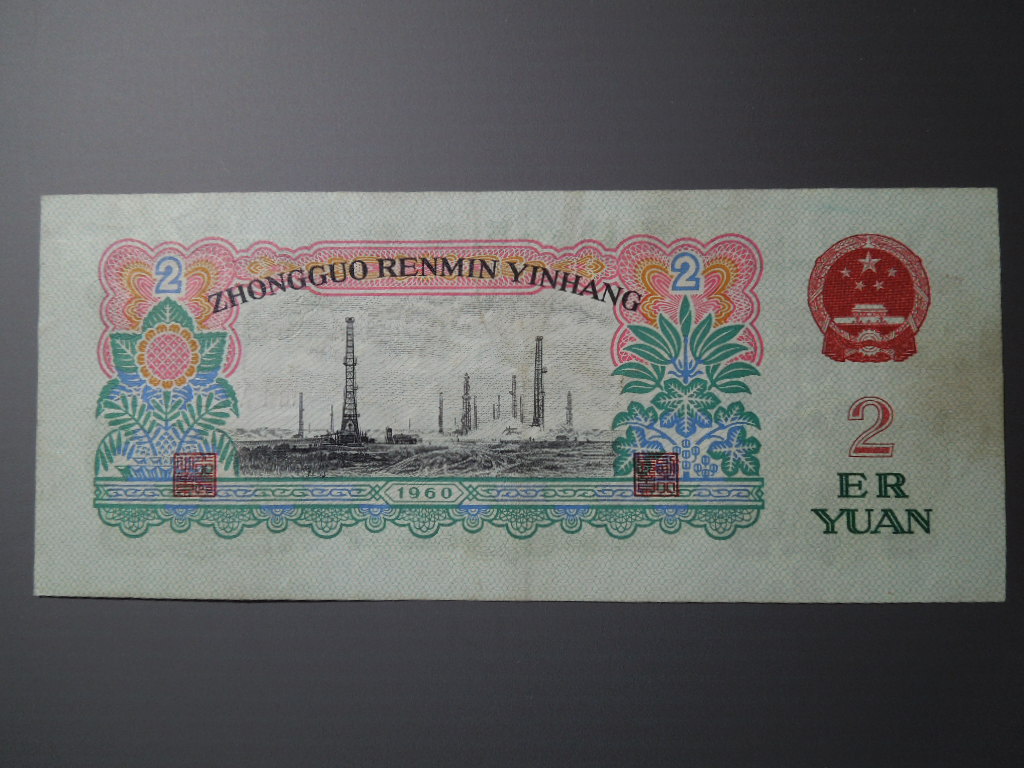 2
2
ZHONGGUO RENMIN YINHANG
1960
2
ER
YUAN